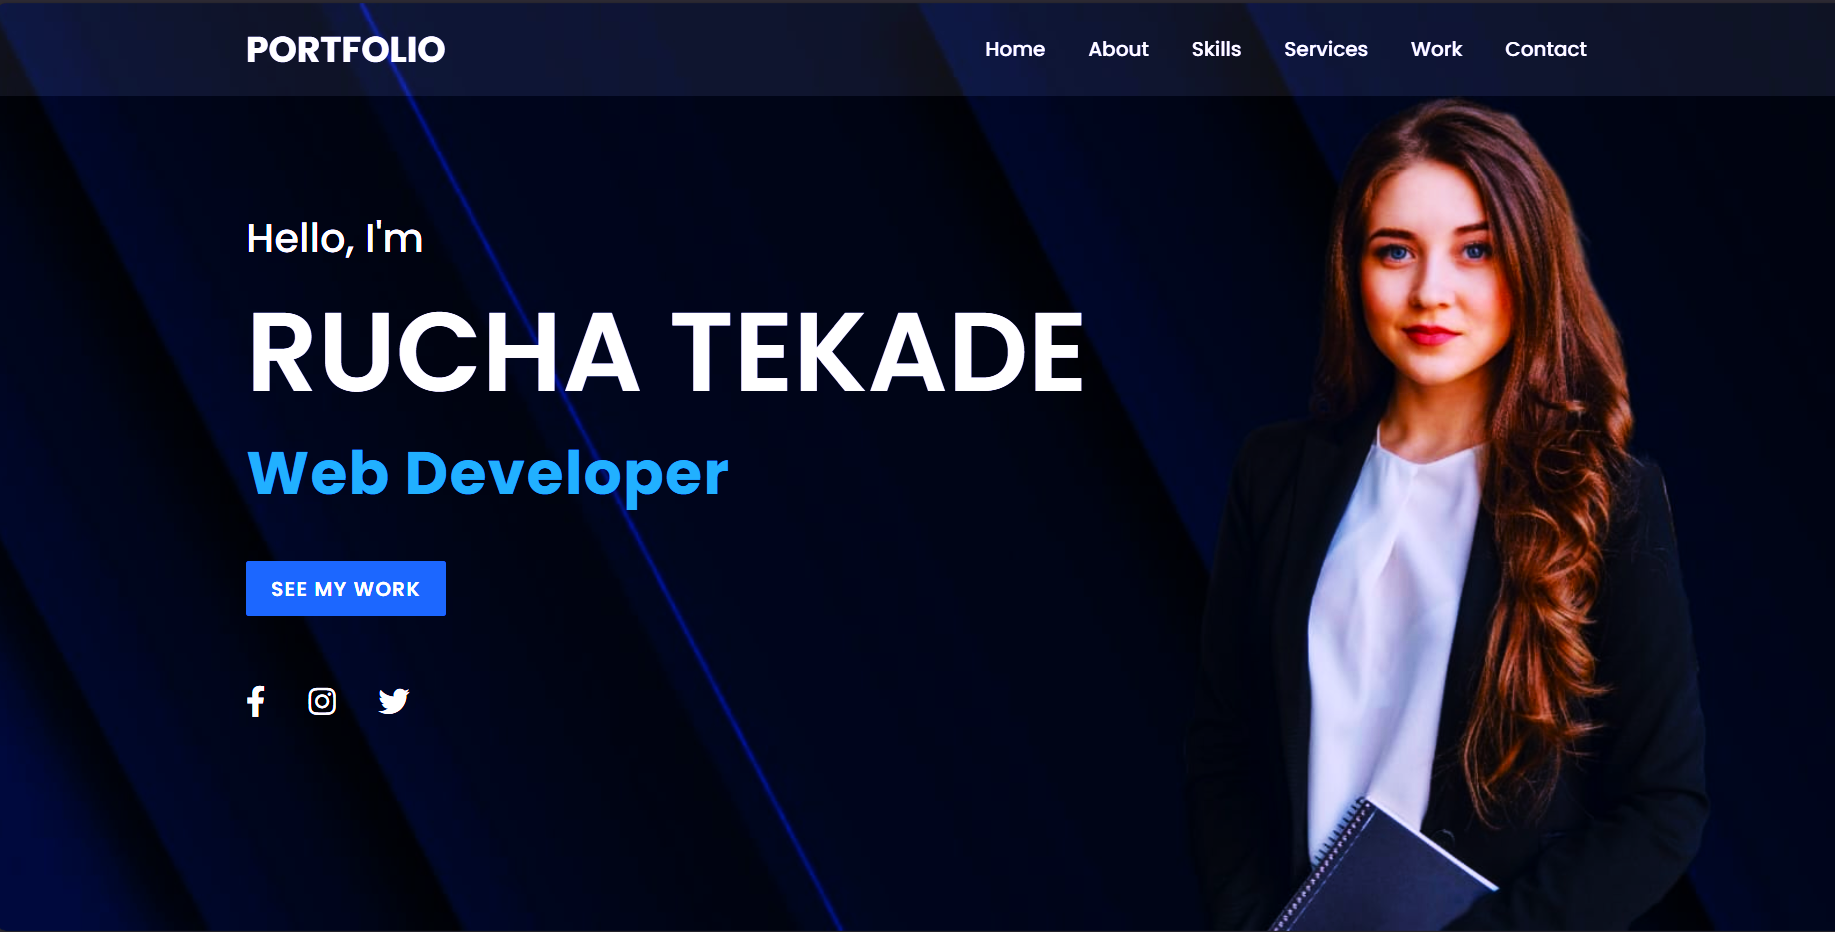 PORTFOLIO
Home About Skills Services Work Contact
Hello, I'm
RUCHA TEKADE
Web Developer
SEE MY WORK